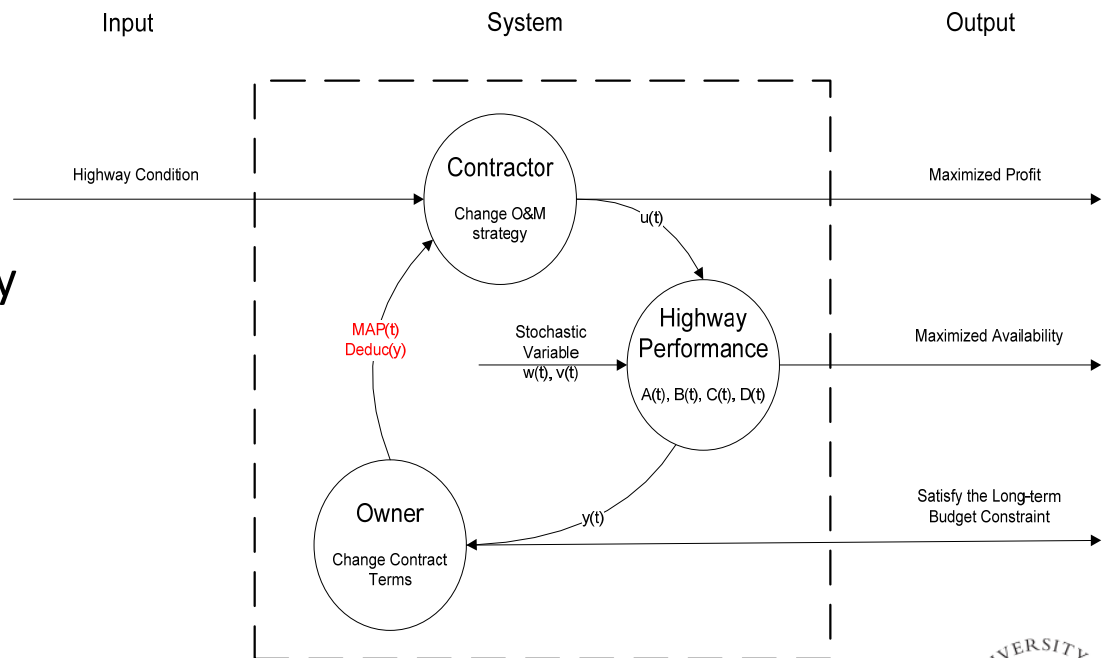 Input
System
Output
Highway Condition
Contractor
Change O&M
strategy
Maximized Profit
u(t)
y
MAP(t)
Deduc(y)
Stochastic
Variable
w(t), v(t)
Highway
Performance
A(t), B(t), C(t), D(t)
Maximized Availability
Owner
Change Contract
Terms
y(t)
Satisfy the Long-term
Budget Constraint
VERSITY